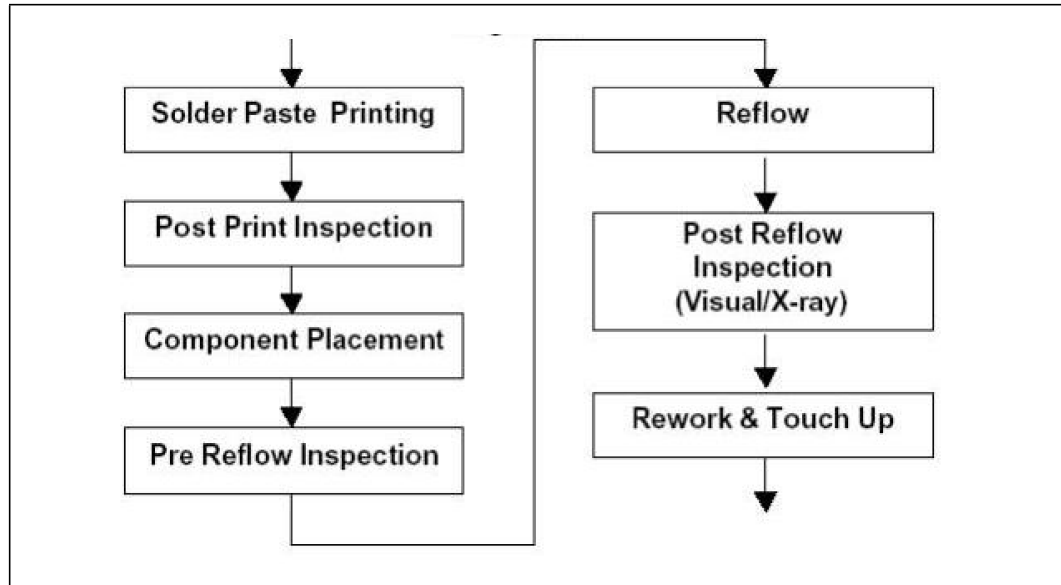 Solder Paste Printing
Post Print Inspection
Component Placement
Pre Reflow Inspection
Reflow
Post Reflow
Inspection
(Visual/X-ray)
Rework & Touch Up